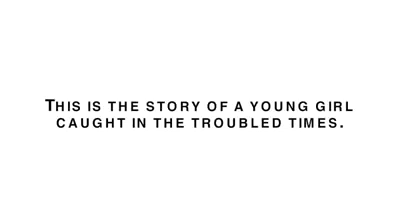 THIS IS THE STORY OF A YOUNG GIRL
CAUGHT IN THE TROUBLED TIMES.